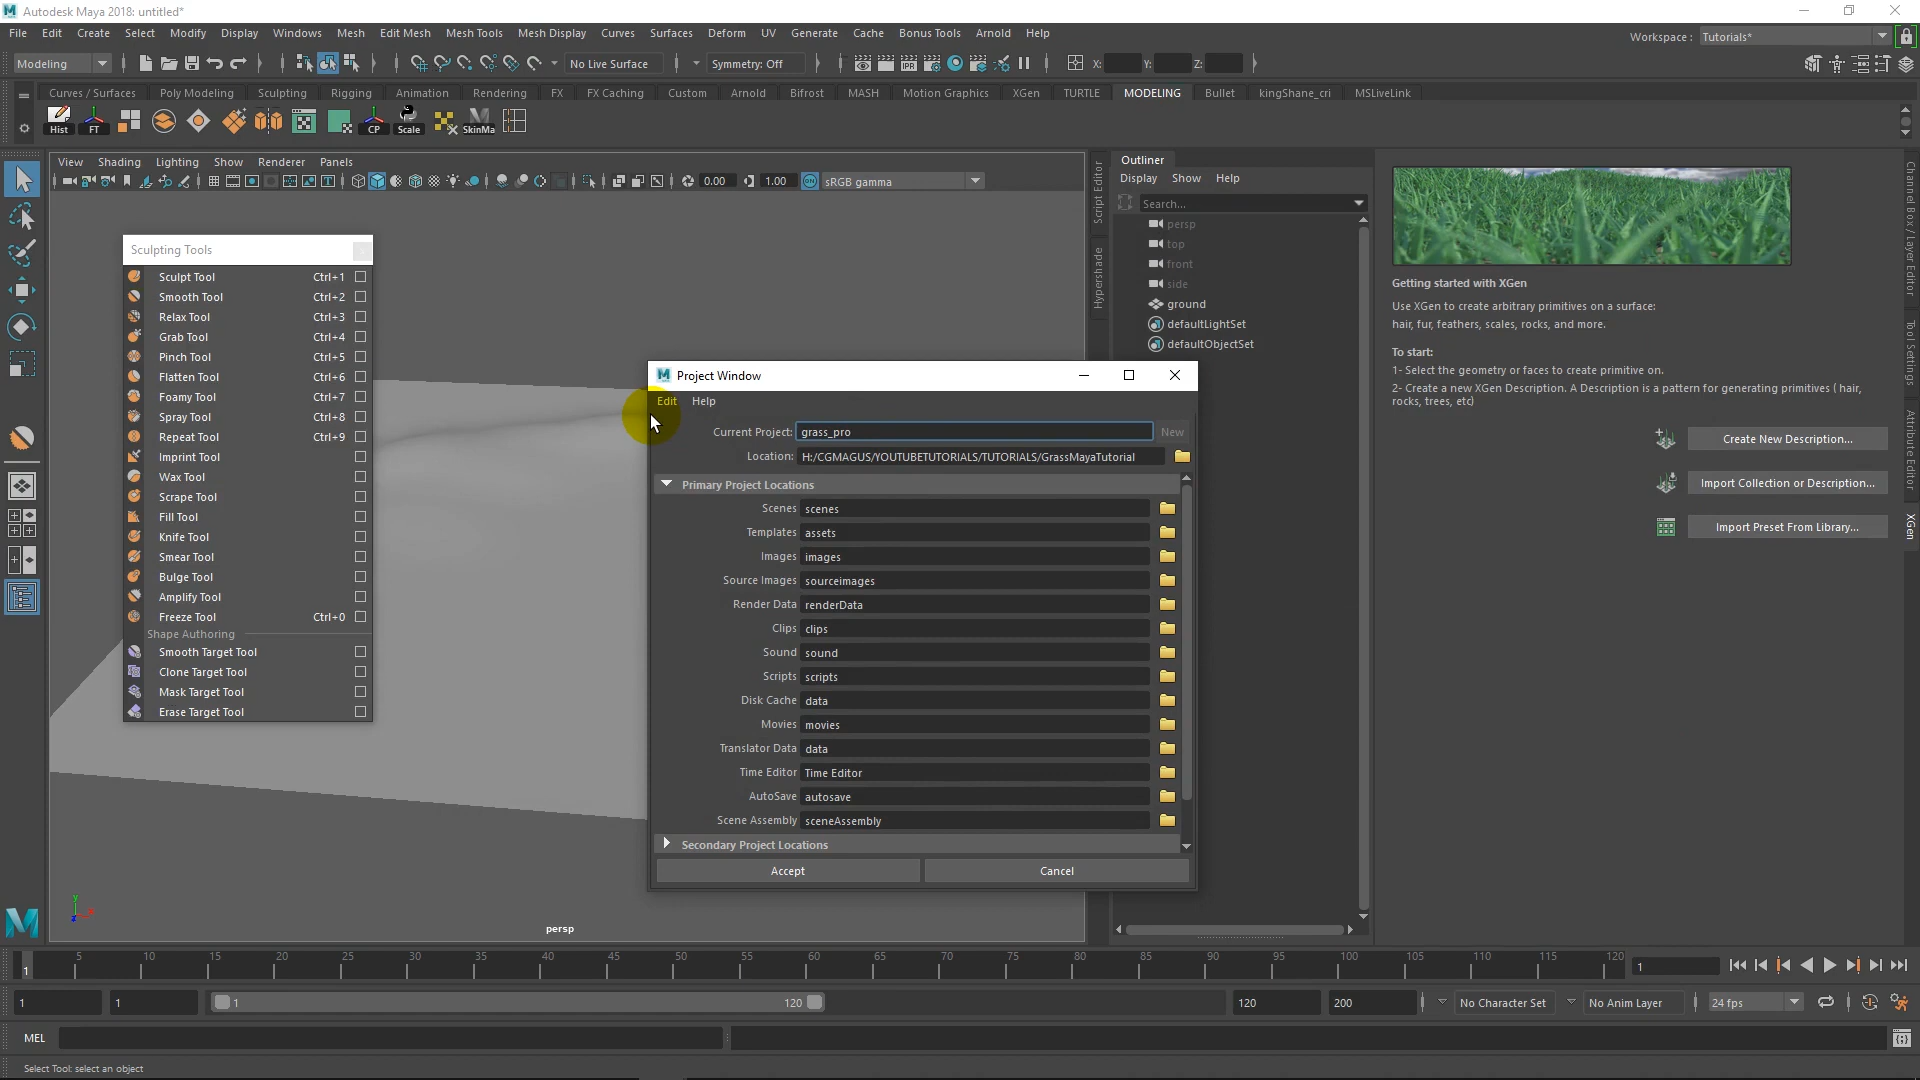 Autodesk Maya 2018: untitled*
File Edit Create Select Modify Display Windows Mesh Edit Mesh Mesh Tools Mesh Display Curves Surfaces Deform UV Generate Cache Bonus Tools Arnold Help
Workspace : Tutorials*
Modeling No Live Surface Symmetry: Off X: Y: Z:
Curves / Surfaces Poly Modeling Sculpting Rigging Animation Rendering FX FX Caching Custom Arnold Bifrost MASH Motion Graphics XGen TURTLE MODELING Bullet kingShane_cri MSLiveLink
Hist FT CP Scale SkinMa
View Shading Lighting Show Renderer Panels
0.00 1.00 sRGB gamma
Sculpting Tools
Sculpt Tool Ctrl+1
Smooth Tool Ctrl+2
Relax Tool Ctrl+3
Grab Tool Ctrl+4
Pinch Tool Ctrl+5
Flatten Tool Ctrl+6
Foamy Tool Ctrl+7
Spray Tool Ctrl+8
Repeat Tool Ctrl+9
Imprint Tool
Wax Tool
Scrape Tool
Fill Tool
Knife Tool
Smear Tool
Bulge Tool
Amplify Tool
Freeze Tool Ctrl+0
Shape Authoring
Smooth Target Tool
Clone Target Tool
Mask Target Tool
Erase Target Tool
persp
Script Editor
Hypershade
Outliner
Display Show Help
Search...
persp
top
front
side
ground
defaultLightSet
defaultObjectSet
Project Window
Edit Help
Current Project: grass_pro New
Location: H:/CGMAGUS/YOUTUBETUTORIALS/TUTORIALS/GrassMayaTutorial
Primary Project Locations
Scenes scenes
Templates assets
Images images
Source Images sourceimages
Render Data renderData
Clips clips
Sound sound
Scripts scripts
Disk Cache data
Movies movies
Translator Data data
Time Editor Time Editor
AutoSave autosave
Scene Assembly sceneAssembly
Secondary Project Locations
Accept Cancel
Getting started with XGen
Use XGen to create arbitrary primitives on a surface:
hair, fur, feathers, scales, rocks, and more.
To start:
1- Select the geometry or faces to create primitive on.
2- Create a new XGen Description. A Description is a pattern for generating primitives ( hair,
rocks, trees, etc)
Create New Description...
Import Collection or Description...
Import Preset From Library...
Channel Box / Layer Editor
Tool Settings
Attribute Editor
XGen
1 5 10 15 20 25 30 35 40 45 50 55 60 65 70 75 80 85 90 95 100 105 110 115 120 1
1 1 1 120 120 200 No Character Set No Anim Layer 24 fps
MEL
Select Tool: select an object